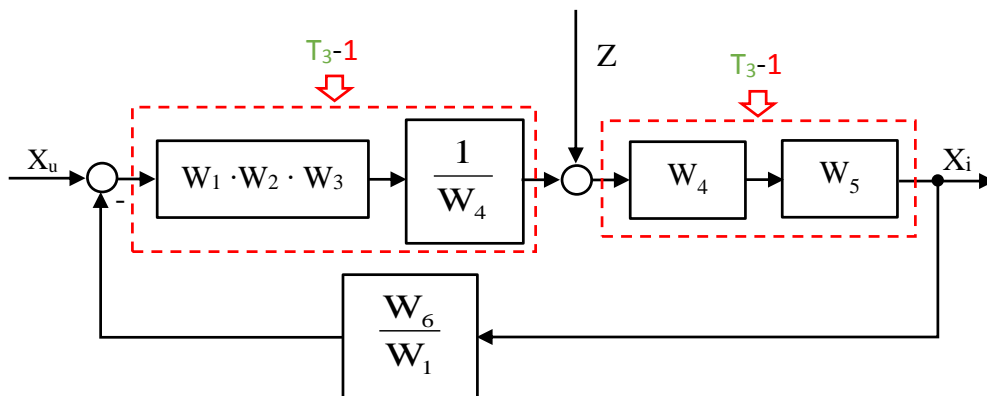 T₃-1
Z
T₃-1
Xᵤ
-
W₁ ·W₂ · W₃
1
W₄
W₄
W₅
Xᵢ
W₆
W₁